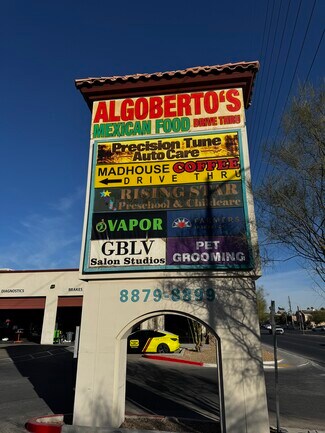 DIAGNOSTICS
BRAKES
ALGOBERTO'S
MEXICAN FOOD DRIVE THRU
Precision Tune
Auto Care
MADHOUSE COFFEE
DRIVE THRU
RISING STAR
Preschool & Childcare
VAPOR
GBLV
Salon Studios
PET
GROOMING
8879-8899